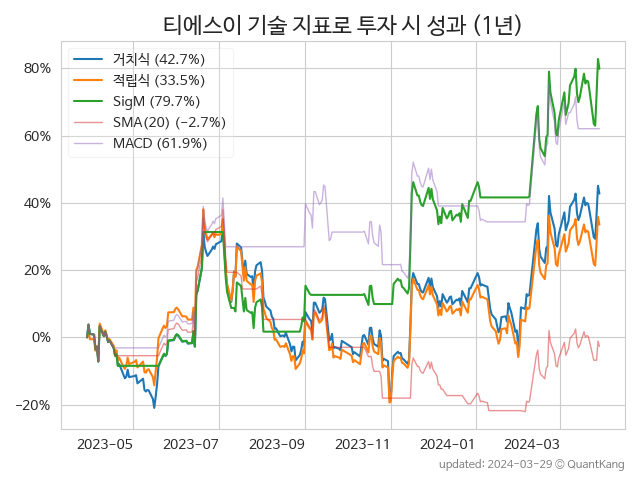 티에스이 기술 지표로 투자 시 성과 (1년)
거치식 (42.7%)
적립식 (33.5%)
SigM (79.7%)
SMA(20) (−2.7%)
MACD (61.9%)
80%
60%
40%
20%
0%
−20%
2023-05 2023-07 2023-09 2023-11 2024-01 2024-03
updated: 2024-03-29 © QuantKang